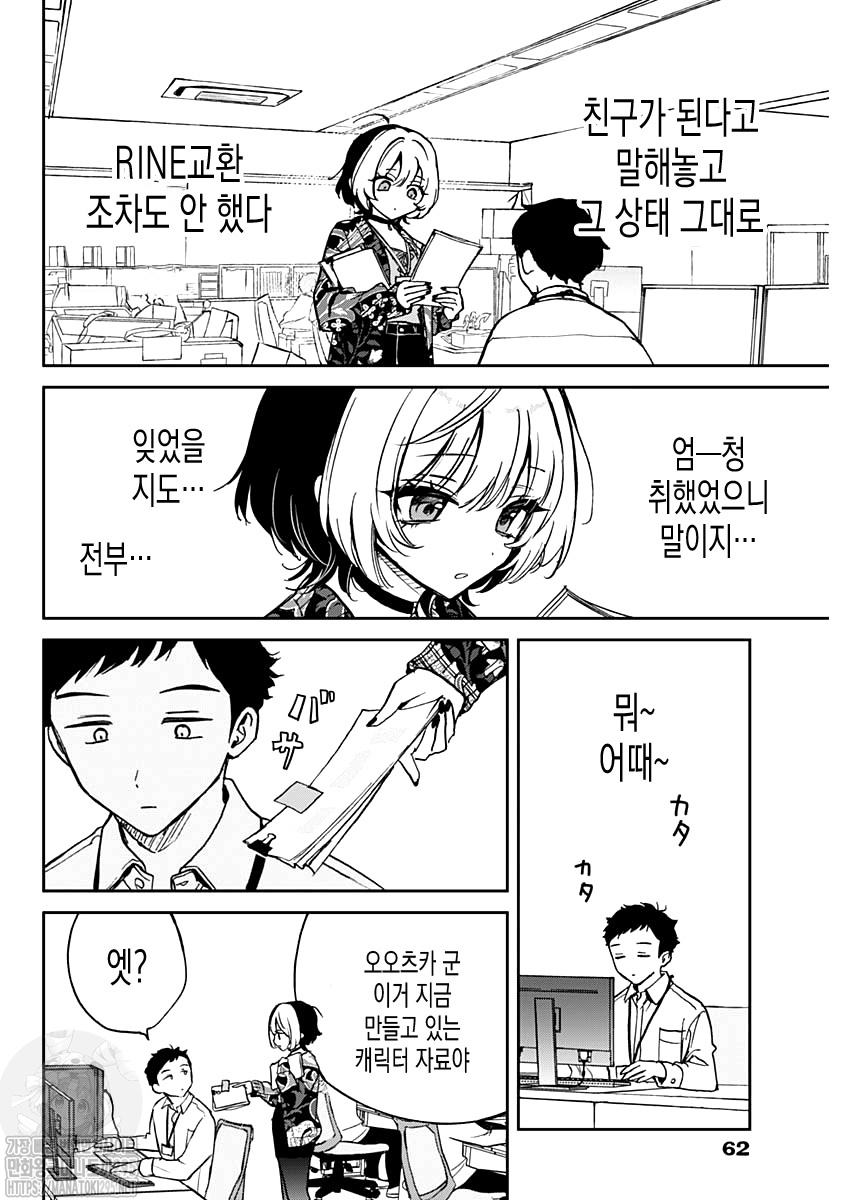 친구가 된다고
말해놓고
그 상태 그대로
RINE교환
조차도 안 했다
엄—청
취했었으니
말이지…
잊었을
지도…
전부…
뭐~
어때~
カタ
カタ
バサ
오오츠카 군
이거 지금
만들고 있는
캐릭터 자료야
엣?
62